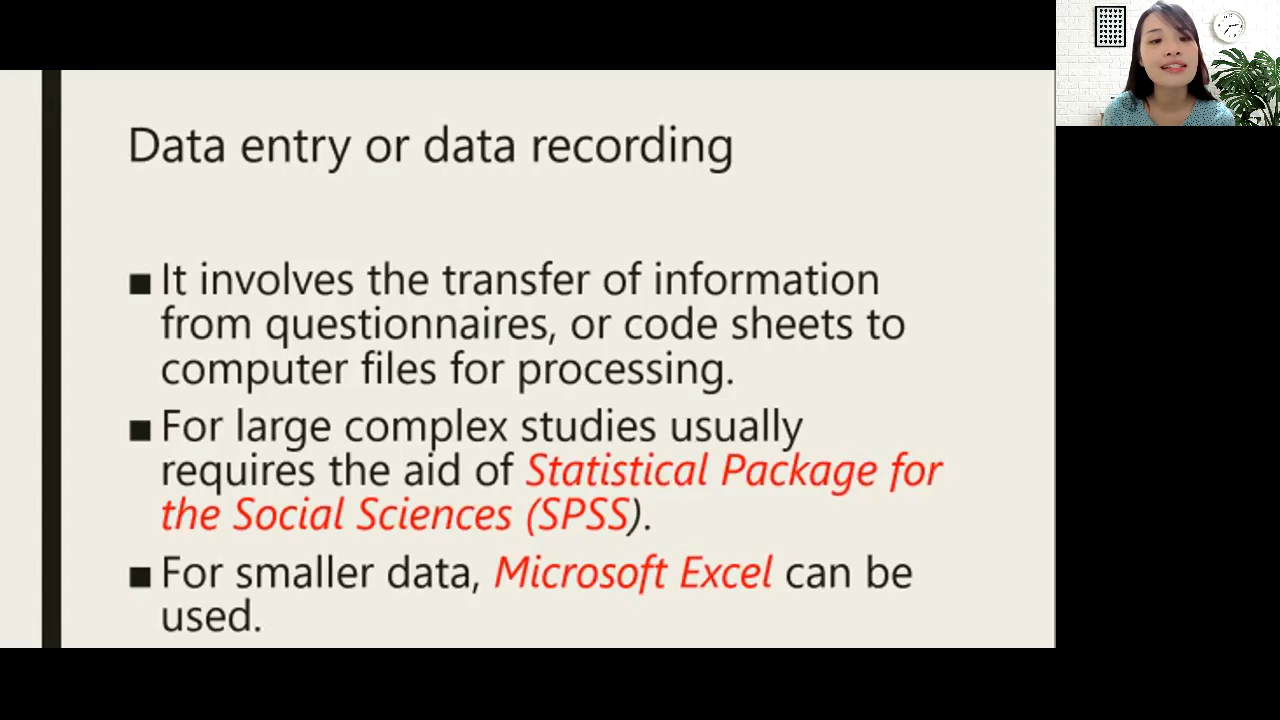 Data entry or data recording
■ It involves the transfer of information
from questionnaires, or code sheets to
computer files for processing.
■ For large complex studies usually
requires the aid of Statistical Package for
the Social Sciences (SPSS).
■ For smaller data, Microsoft Excel can be
used.